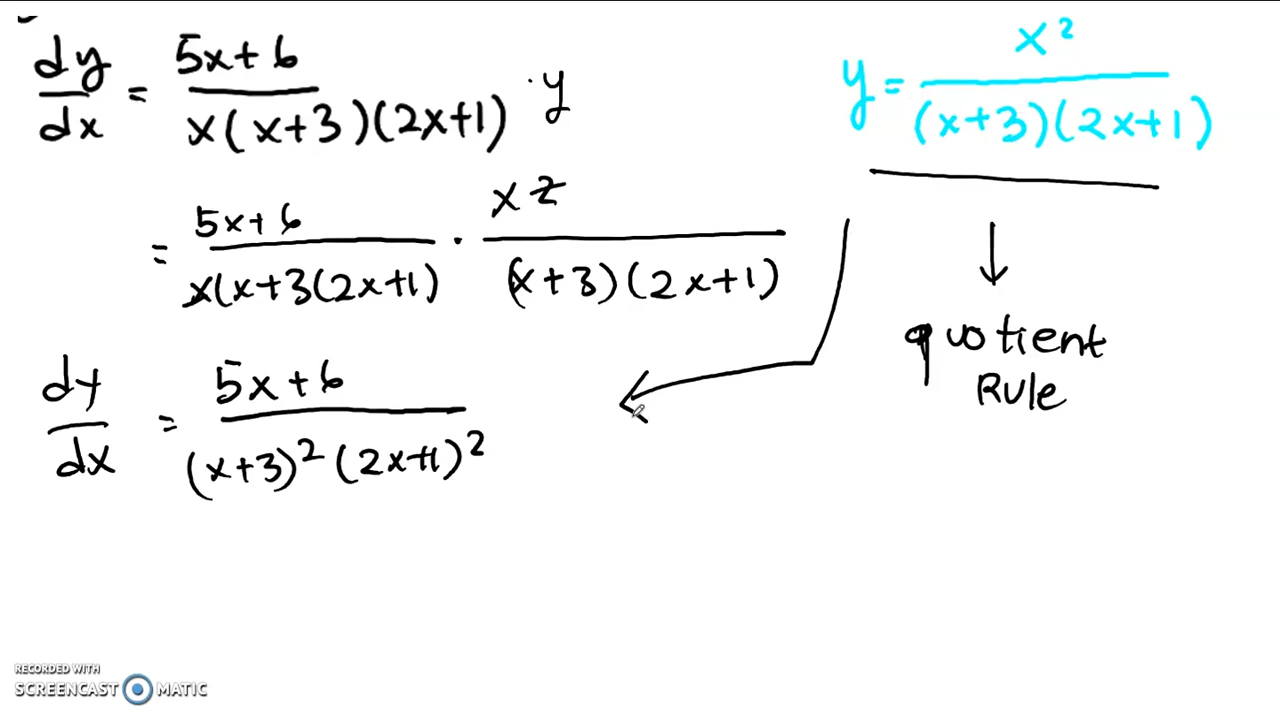 dy/dx = 5x+6 / x(x+3)(2x+1) · y
y = x² / (x+3)(2x+1)
= 5x+6 / x(x+3(2x+1) · x² / (x+3)(2x+1)
quotient
Rule
dy/dx = 5x+6 / (x+3)²(2x+1)²
RECORDED WITH
SCREENCAST MATIC